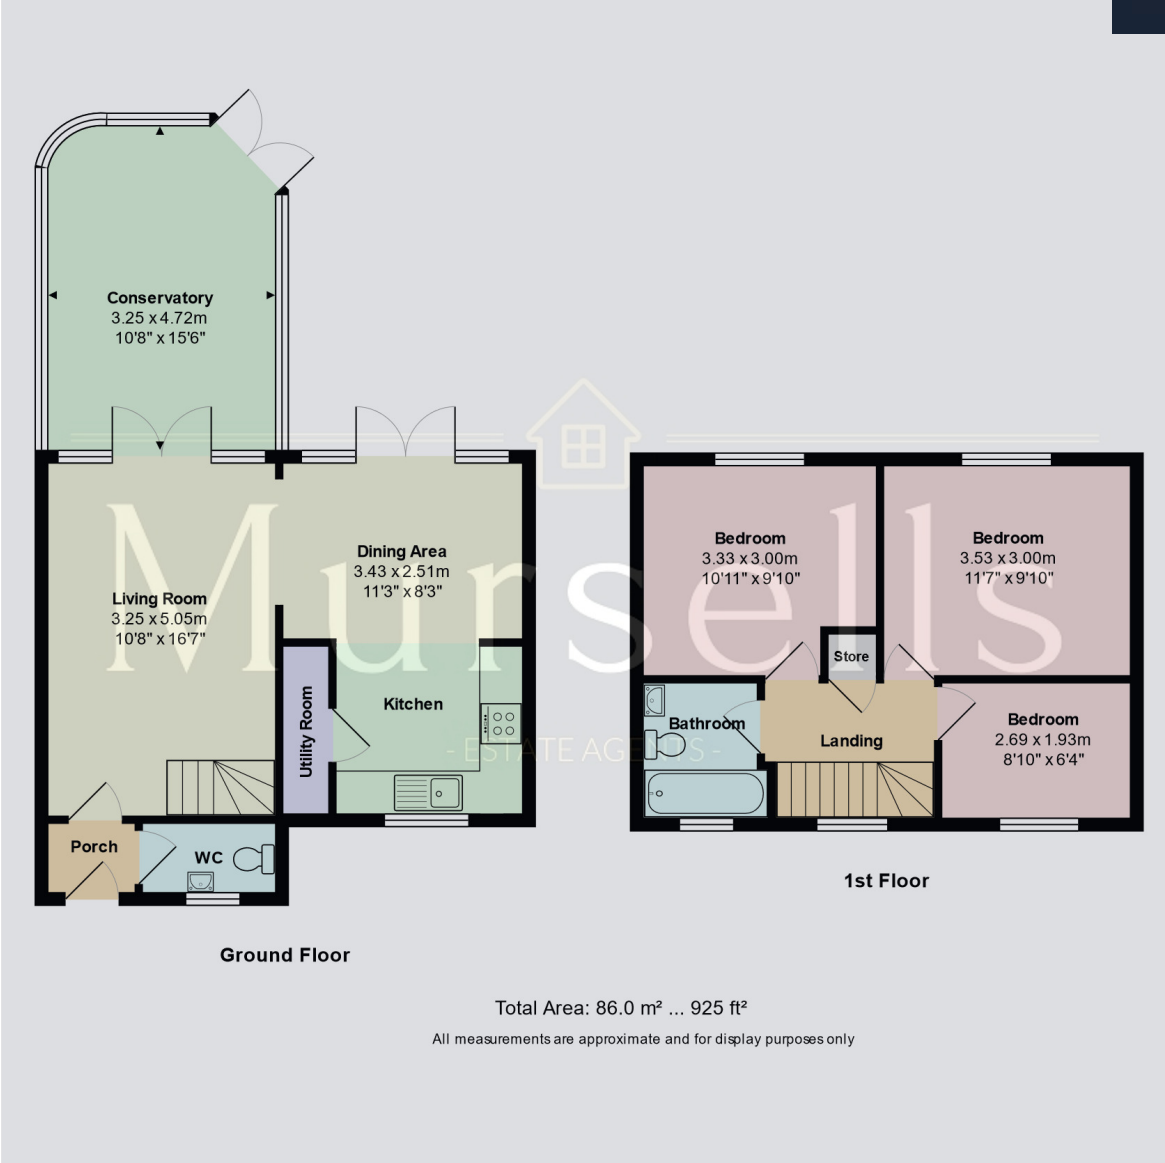 Conservatory
3.25 x 4.72m
10'8" x 15'6"
Mursells
- ESTATE AGENTS -
Living Room
3.25 x 5.05m
10'8" x 16'7"
Dining Area
3.43 x 2.51m
11'3" x 8'3"
Utility Room
Kitchen
Porch
WC
Ground Floor
Bedroom
3.33 x 3.00m
10'11" x 9'10"
Bedroom
3.53 x 3.00m
11'7" x 9'10"
Store
Bathroom
Landing
Bedroom
2.69 x 1.93m
8'10" x 6'4"
1st Floor
Total Area: 86.0 m² ... 925 ft²
All measurements are approximate and for display purposes only